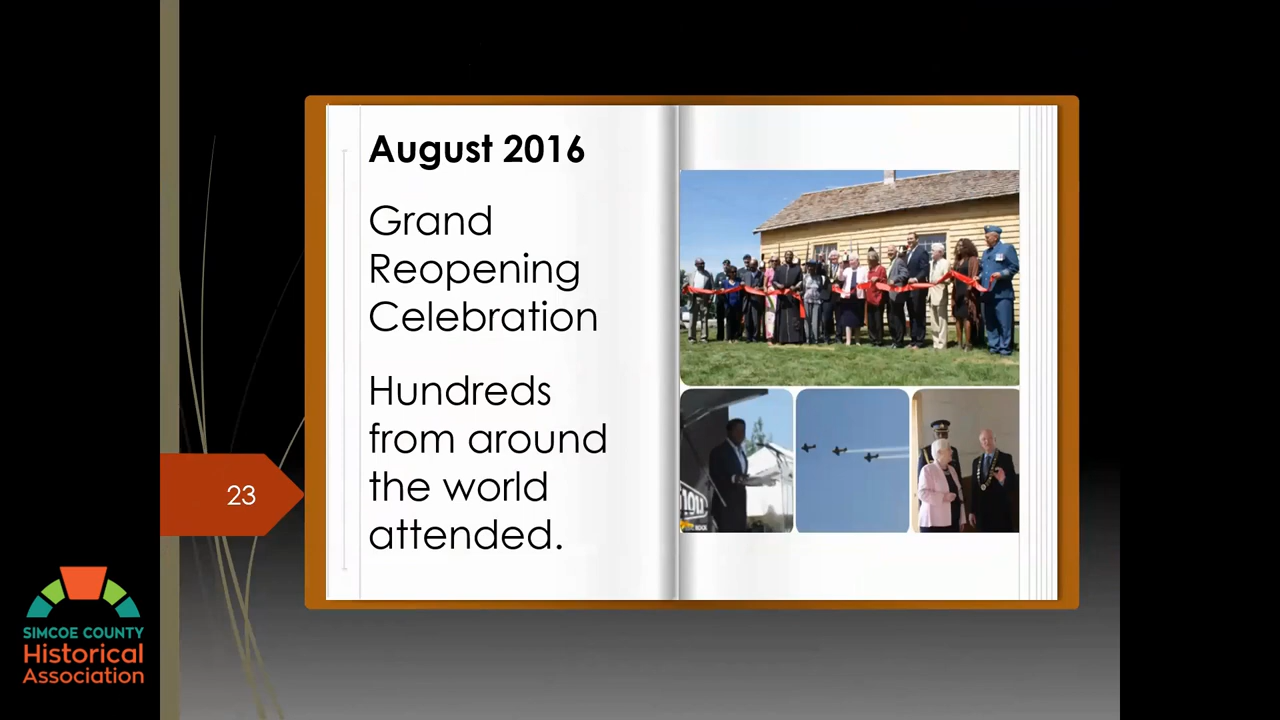 August 2016
Grand
Reopening
Celebration
Hundreds
from around
the world
attended.
23
SIMCOE COUNTY
Historical
Association